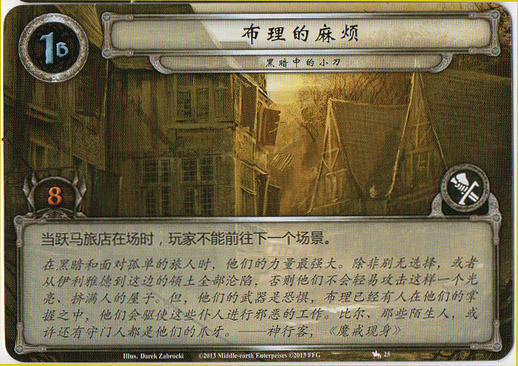 1B
布理的麻烦
黑暗中的小刀
8
当跃马旅店在场时，玩家不能前往下一个场景。
在黑暗和面对孤单的旅人时，他们的力量最强大。除非别无选择，或者
从伊利雅德到这边的领土全部沦陷，否则他们不会轻易攻击这样一个光
亮、挤满人的屋子。但，他们的武器是恐惧，布理已经有人在他们的掌
握之中，他们会驱使这些仆人进行邪恶的工作。比尔、那些陌生人，或
许还有守门人都是他们的爪牙。——神行客，《魔戒现身》
Illus. Darek Zabrocki ©2013 Middle-earth Enterprises ©2013 FFG 25